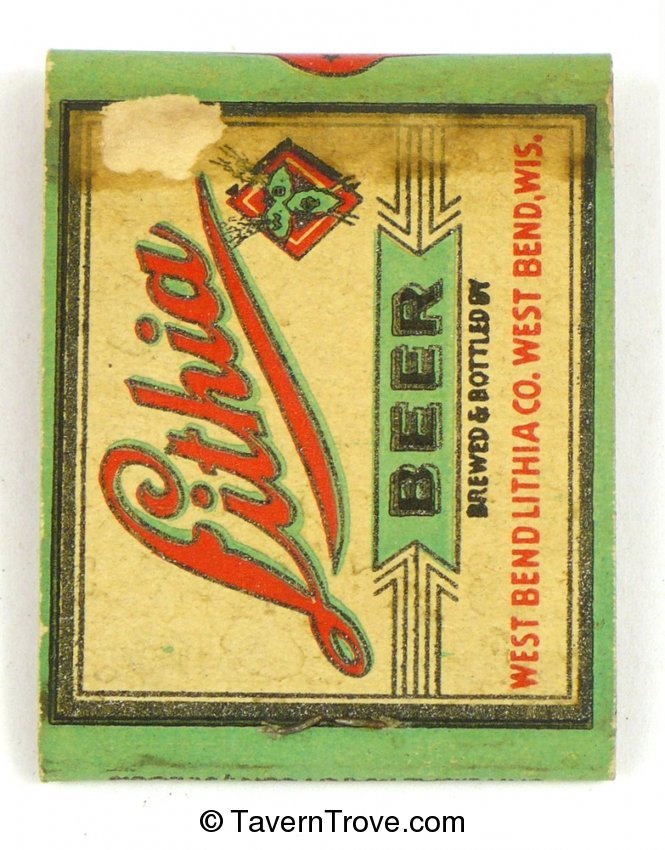 Lithia
BEER
BREWED & BOTTLED BY
WEST BEND LITHIA CO. WEST BEND, WIS.
© TavernTrove.com